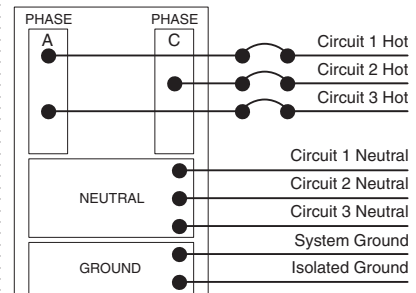 PHASE PHASE
A C
Circuit 1 Hot
Circuit 2 Hot
Circuit 3 Hot
Circuit 1 Neutral
Circuit 2 Neutral
NEUTRAL
Circuit 3 Neutral
System Ground
GROUND
Isolated Ground